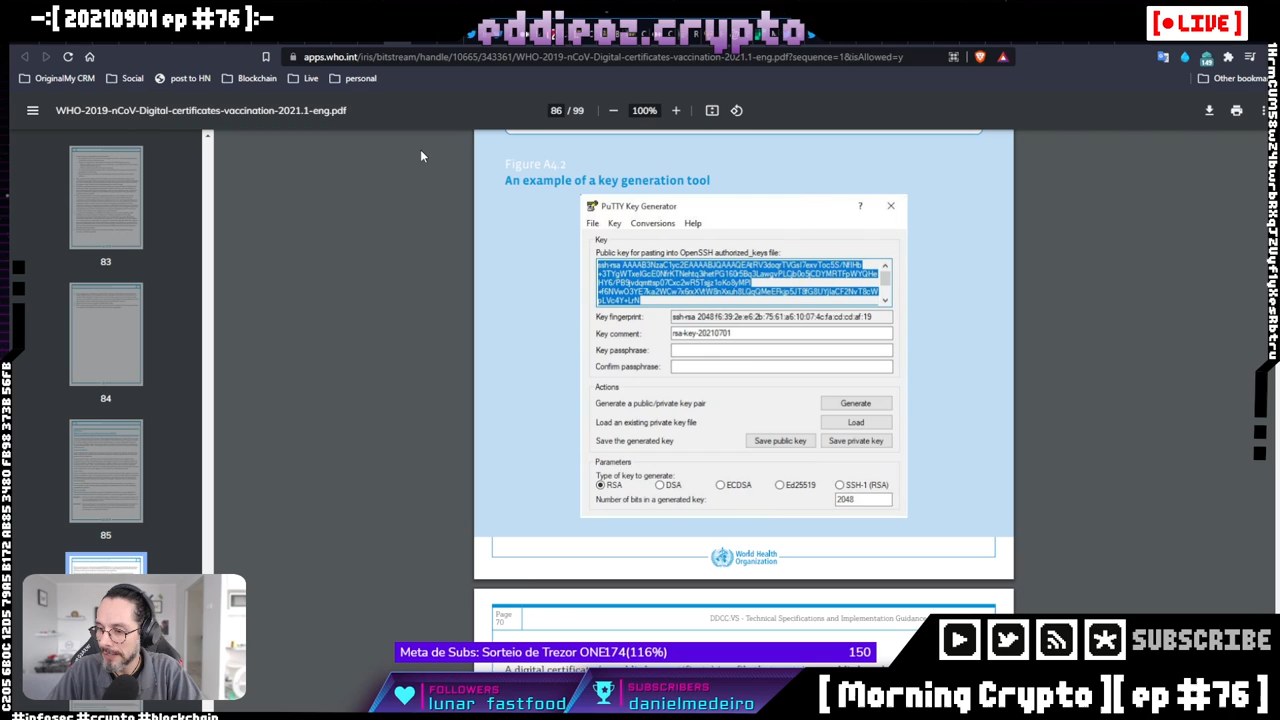 -:[ 20210901 ep #76 ]:-
eddieoz crypto
[● LIVE]
apps.who.int/iris/bitstream/handle/10665/343361/WHO-2019-nCoV-Digital-certificates-vaccination-2021.1-eng.pdf?sequence=1&isAllowed=y
145
OriginalMy CRM
Social
post to HN
Blockchain
Live
personal
Other bookma
WHO-2019-nCoV-Digital-certificates-vaccination-2021.1-eng.pdf
86 / 99
100%
83
84
85
Figure A4.2
An example of a key generation tool
PuTTY Key Generator
File Key Conversions Help
Key
Public key for pasting into OpenSSH authorized_keys file:
Key fingerprint:
ssh-rsa 2048 f6:39:2e:e6:2b:75:61:a6:10:07:4c:fa:cd:cd:af:19
Key comment:
rsa-key-20210701
Key passphrase:
Confirm passphrase:
Actions
Generate a public/private key pair
Generate
Load an existing private key file
Load
Save the generated key
Save public key
Save private key
Parameters
Type of key to generate:
RSA DSA ECDSA Ed25519 SSH-1 (RSA)
Number of bits in a generated key:
2048
World Health
Organization
Page
70
DDCC:VS - Technical Specifications and Implementation Guidance
Meta de Subs: Sorteio de Trezor ONE
174(116%)
150
FOLLOWERS
lunar_fastfood
SUBSCRIBERS
danielmedeiro
SUBSCRIBE
[ Morning Crypto ][ ep #76 ]
#infosec #crypto #blockchain